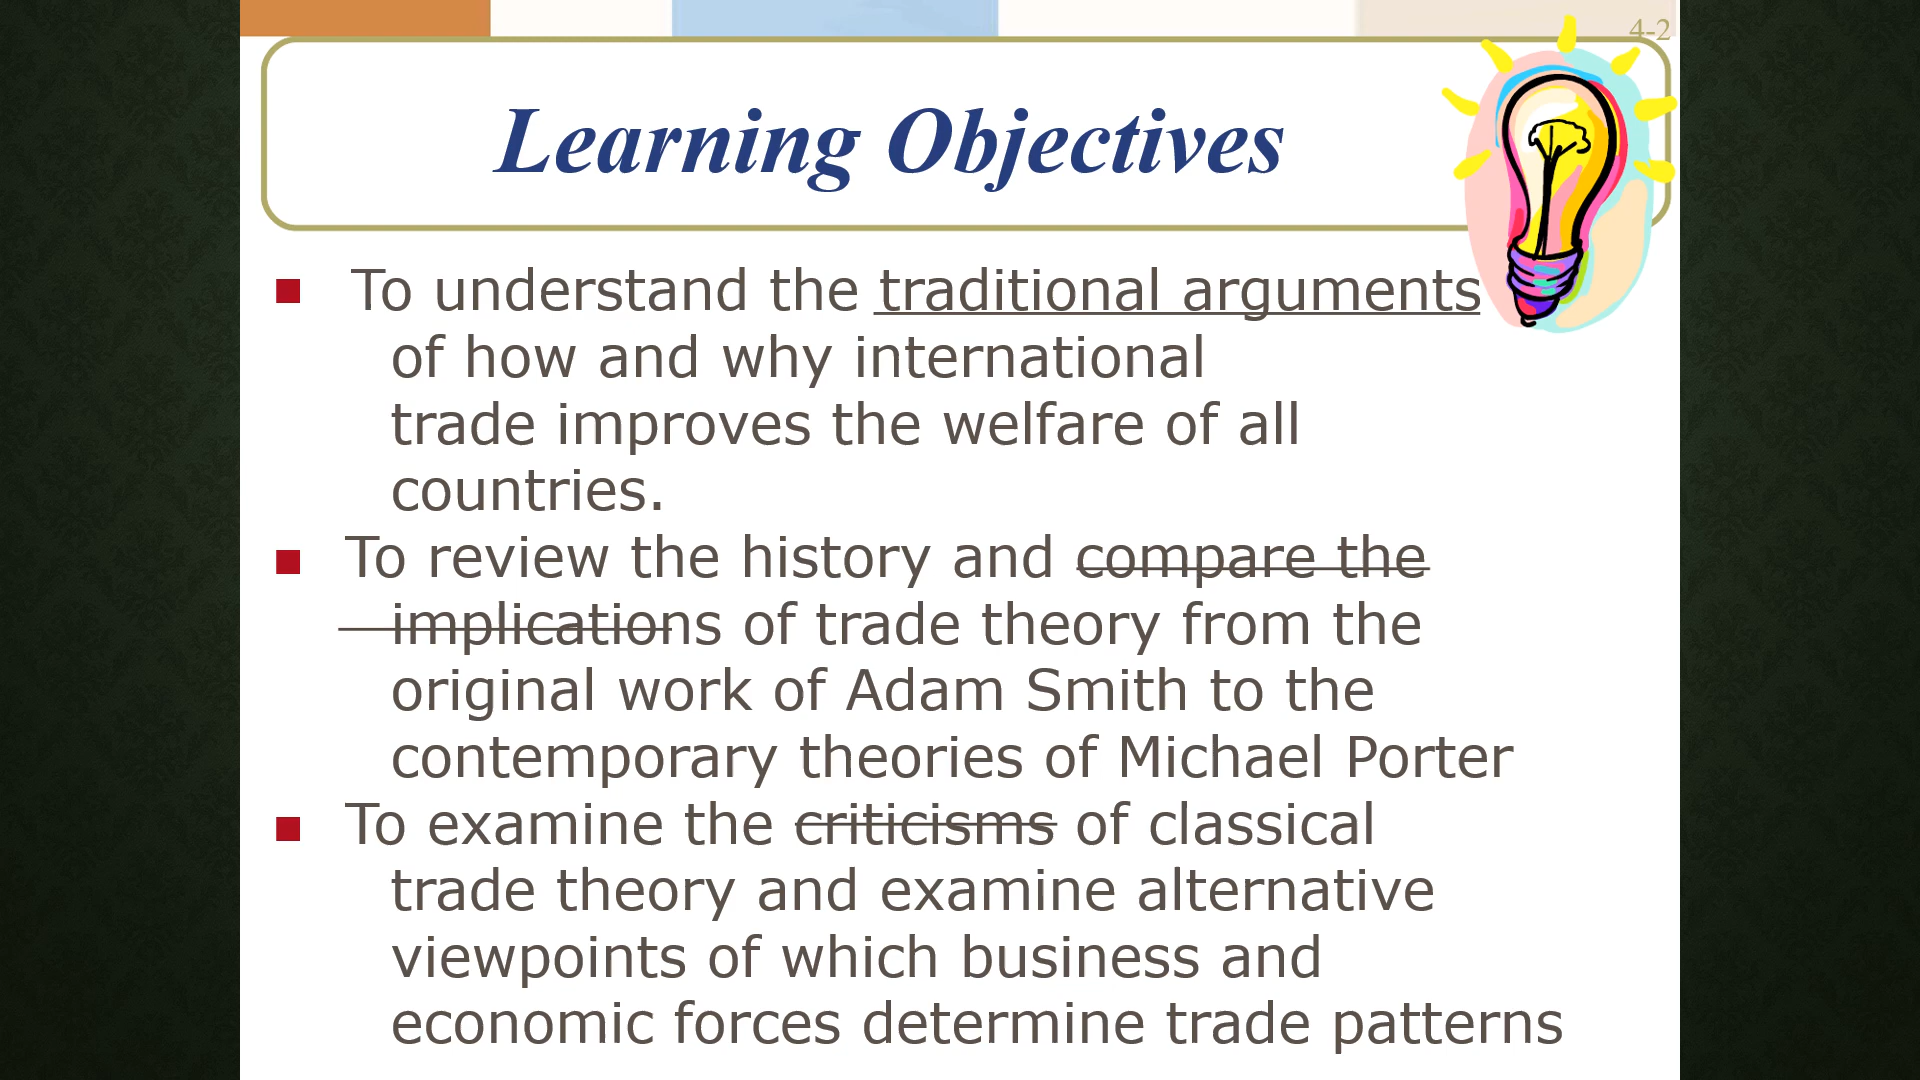 4-2
Learning Objectives
To understand the traditional arguments
of how and why international
trade improves the welfare of all
countries.
To review the history and compare the
implications of trade theory from the
original work of Adam Smith to the
contemporary theories of Michael Porter
To examine the criticisms of classical
trade theory and examine alternative
viewpoints of which business and
economic forces determine trade patterns